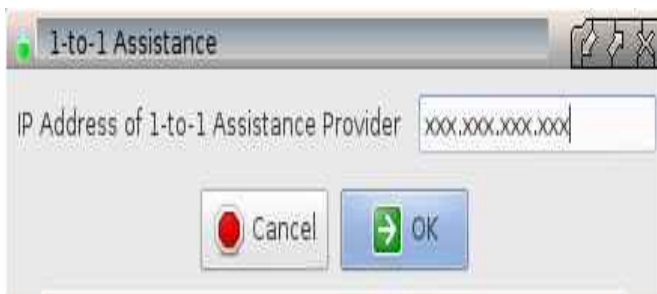 1-to-1 Assistance
IP Address of 1-to-1 Assistance Provider xxx.xxx.xxx.xxx
Cancel OK